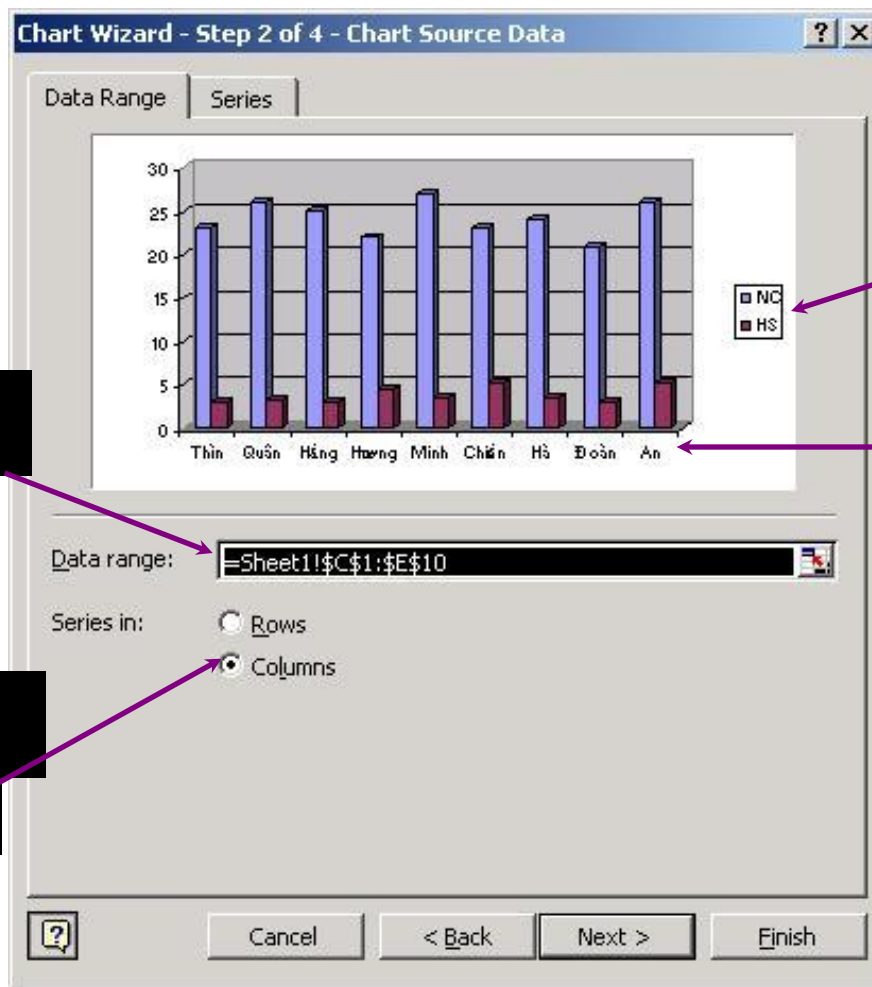 Chart Wizard - Step 2 of 4 - Chart Source Data
Data Range
Series
30
25
20
15
10
5
0
NC
HS
Thìn Quân Hương Minh Chiến Hà Đoàn An
Data range:
=Sheet1!$C$1:$E$10
Series in:
Rows
Columns
Cancel
< Back
Next >
Finish